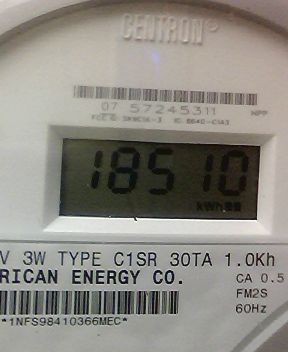 CENTRON®
07 57245311 NPP
18510
kWh
V 3W TYPE C1SR 30TA 1.0Kh
RICAN ENERGY CO. CA 0.5
FM2S
60Hz
*1NFS98410366MEC*